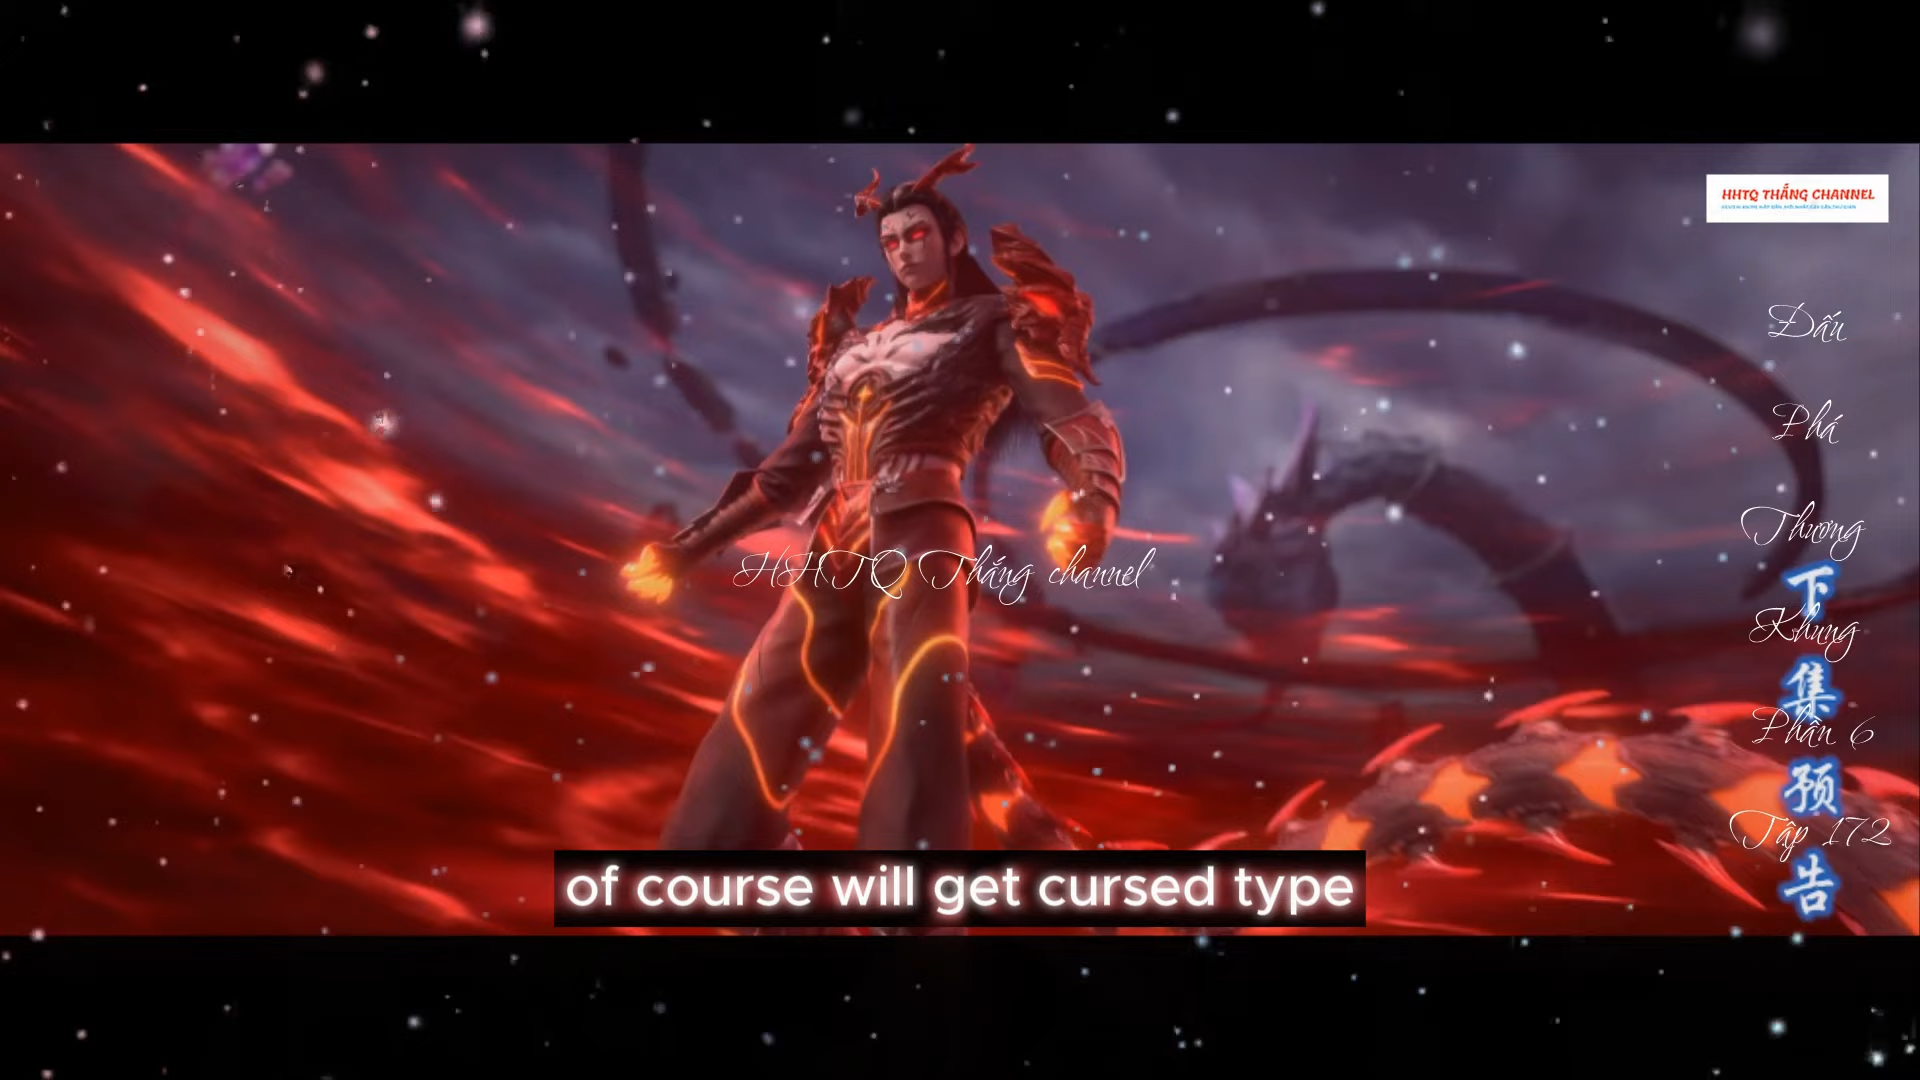 HHTQ THẮNG CHANNEL
Đấu
Phá
Thương
Khung
Phần 6
Tập 172
下
集
预
告
HHTQ Thắng channel
of course will get cursed type